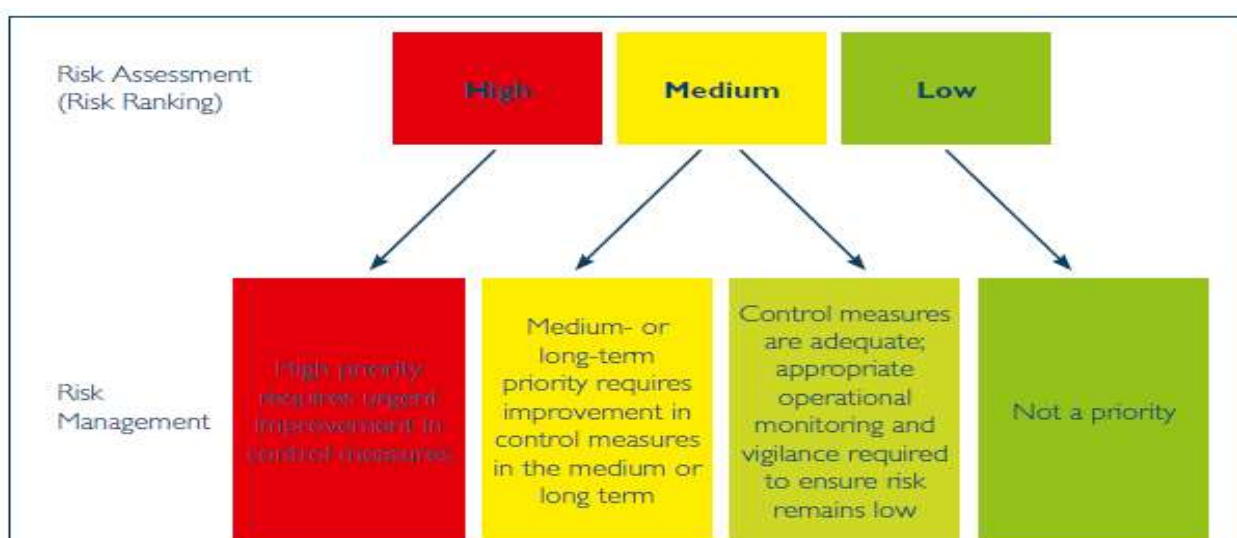 Risk Assessment
(Risk Ranking)
High
Medium
Low
Risk
Management
High priority
requires urgent
improvement in
control measures
Medium- or
long-term
priority requires
improvement in
control measures
in the medium or
long term
Control measures
are adequate;
appropriate
operational
monitoring and
vigilance required
to ensure risk
remains low
Not a priority